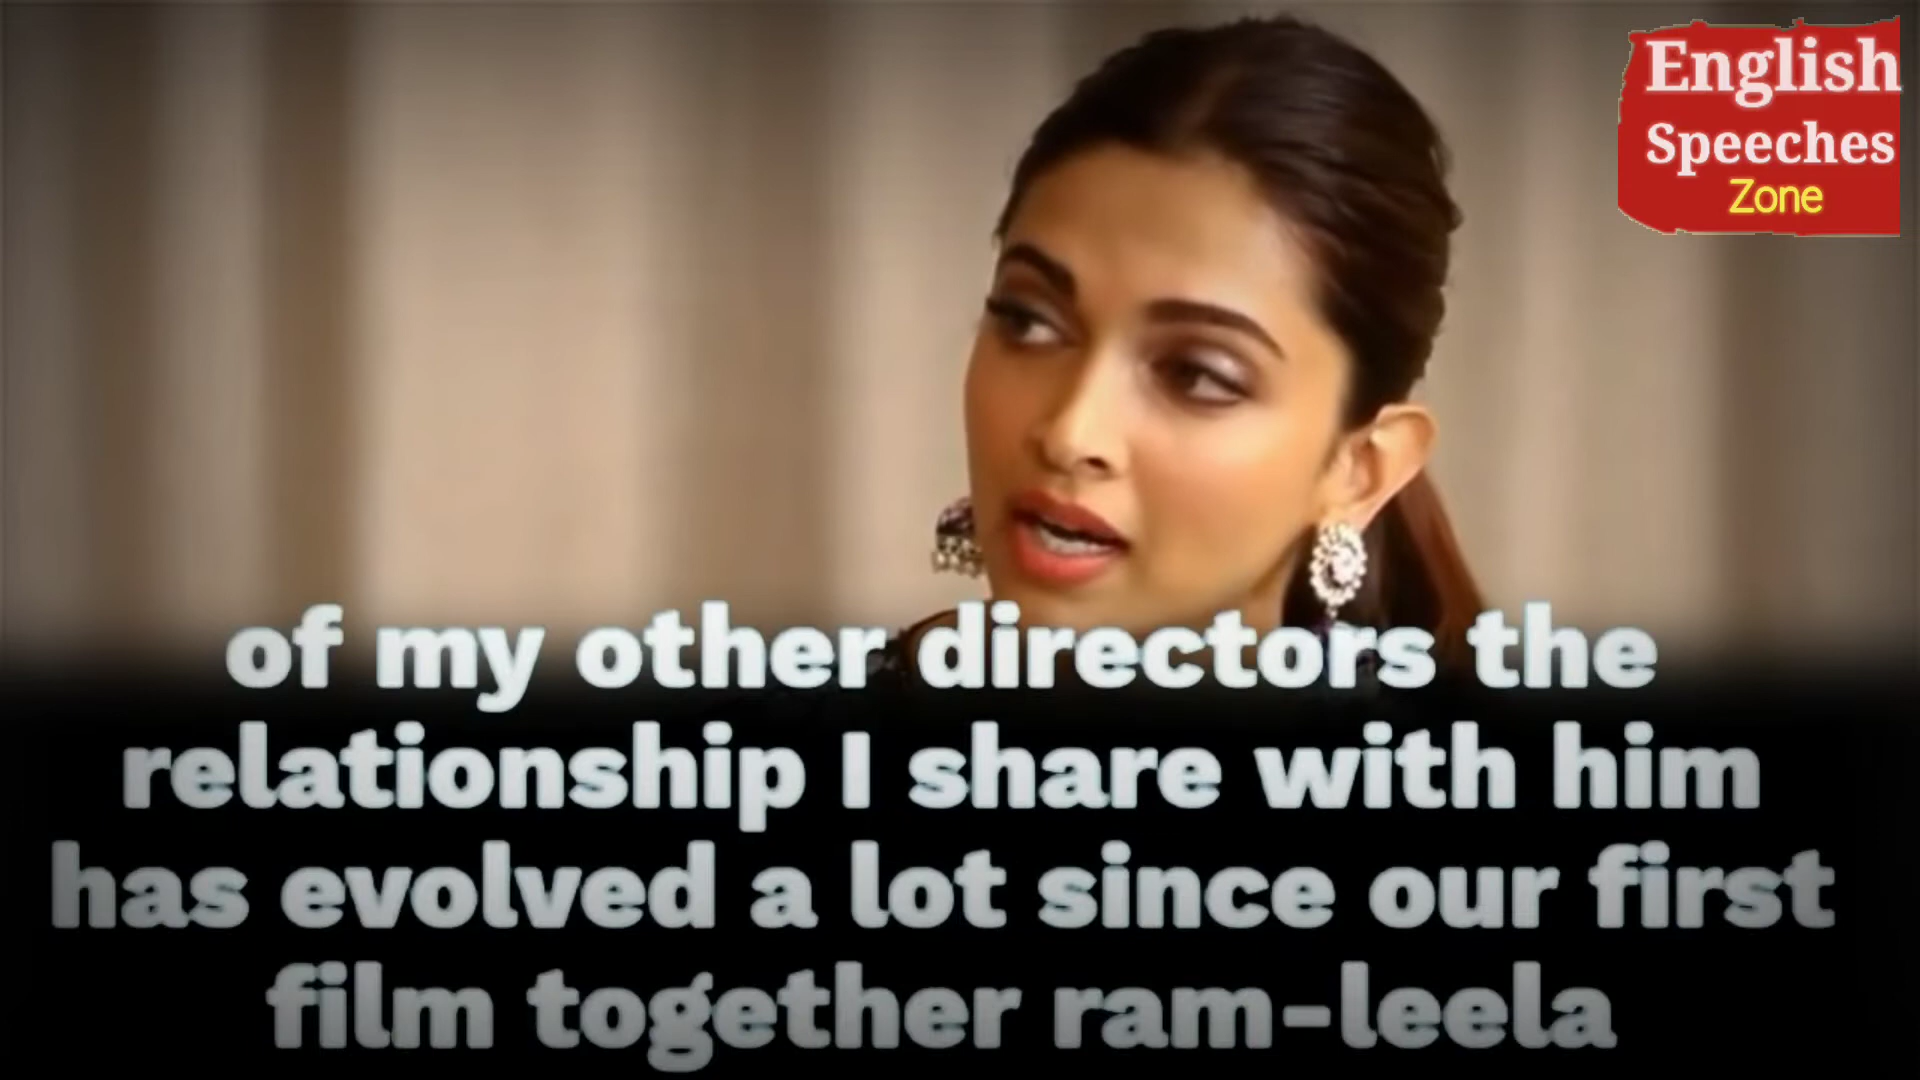 English
Speeches
Zone
of my other directors the
relationship I share with him
has evolved a lot since our first
film together ram-leela